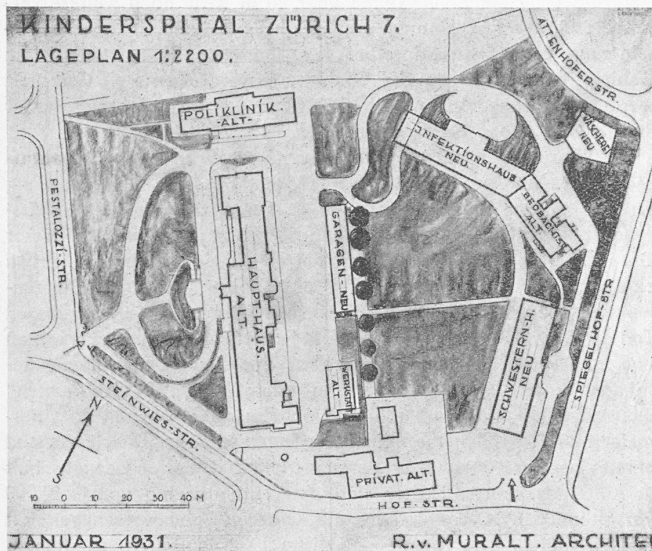 KINDERSPITAL ZÜRICH 7.
LAGEPLAN 1:2200.
ATTENHOFER-STR.
POLIKLINIK.
-ALT-
INFEKTIONSHAUS
NEU.
WÄSCHEREI
NEU
BEOBACHTS.
ALT
PESTALOZZI-STR.
GARAGEN-NEU
HAUPT-HAUS.
ALT
SCHWESTERN-H.
NEU
SPIEGELHOF-STR
WERKSTATT
ALT
STEINWIES-STR.
N
S
PRIVAT. ALT.
10 0 10 20 30 40 M
HOF-STR.
JANUAR 1931.
R.v. MURALT. ARCHITEK